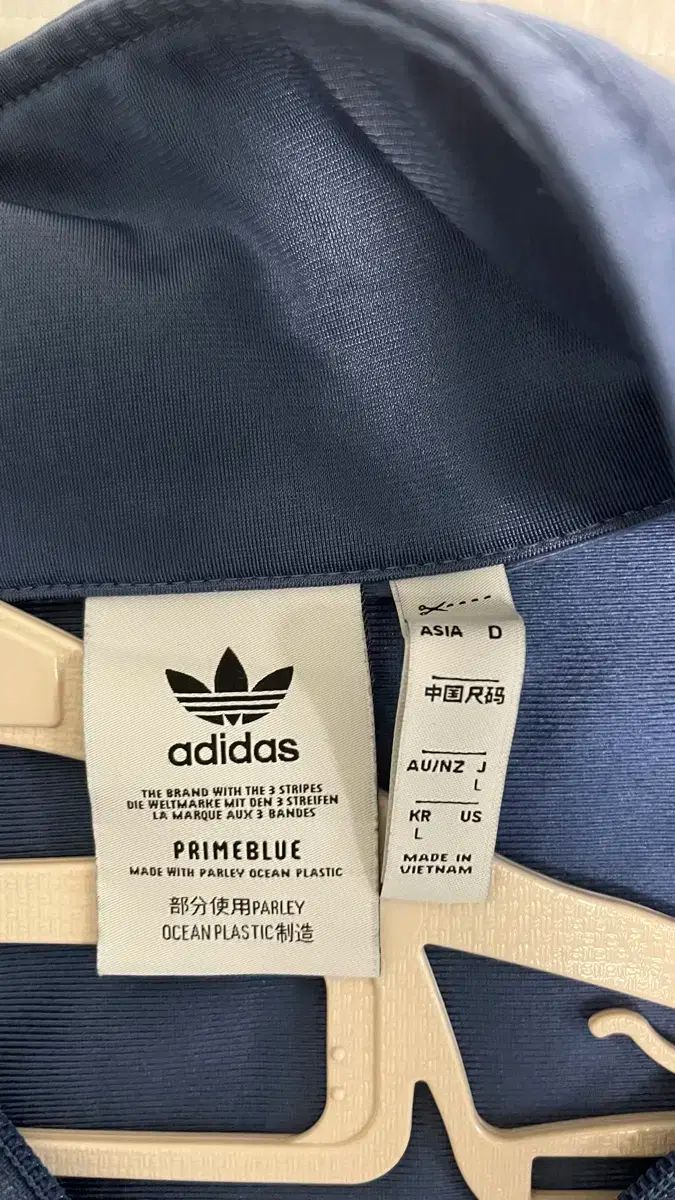 adidas
THE BRAND WITH THE 3 STRIPES
DIE WELTMARKE MIT DEN 3 STREIFEN
LA MARQUE AUX 3 BANDES
PRIMEBLUE
MADE WITH PARLEY OCEAN PLASTIC
部分使用PARLEY
OCEAN PLASTIC制造
ASIA D
中国尺码
AU/NZ J
L
KR US
L
MADE IN
VIETNAM